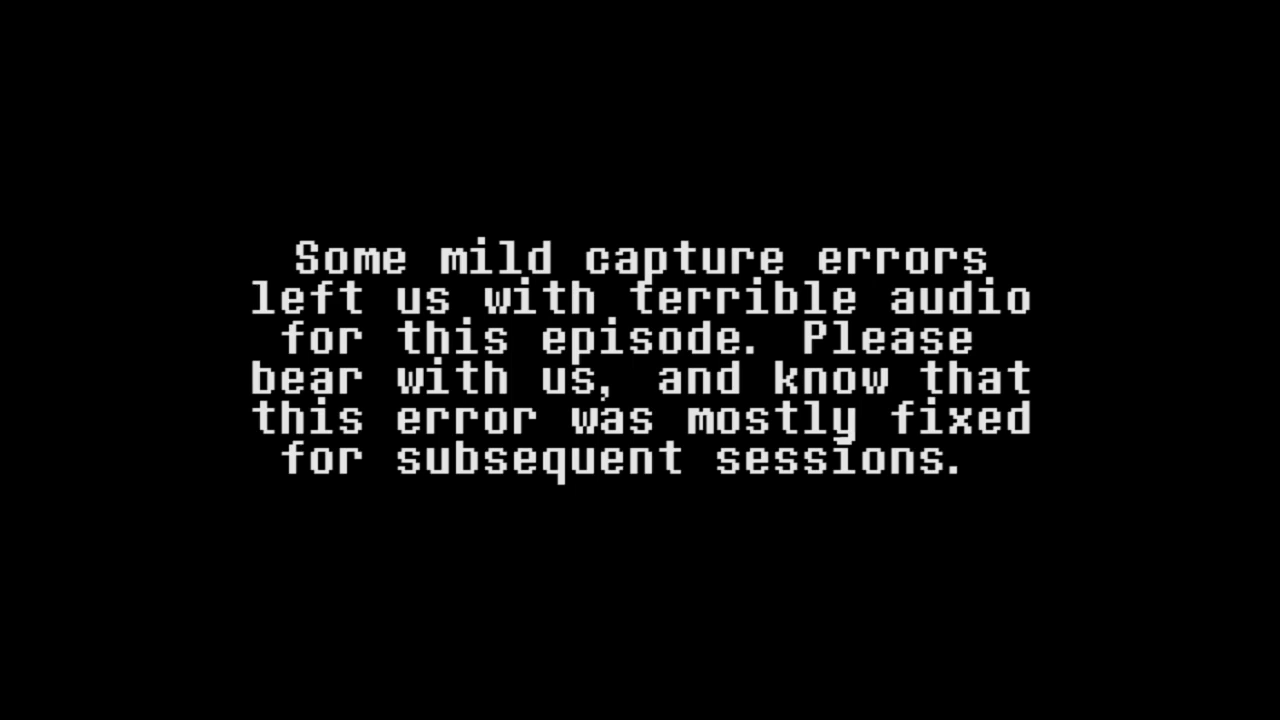 Some mild capture errors
left us with terrible audio
for this episode. Please
bear with us, and know that
this error was mostly fixed
for subsequent sessions.